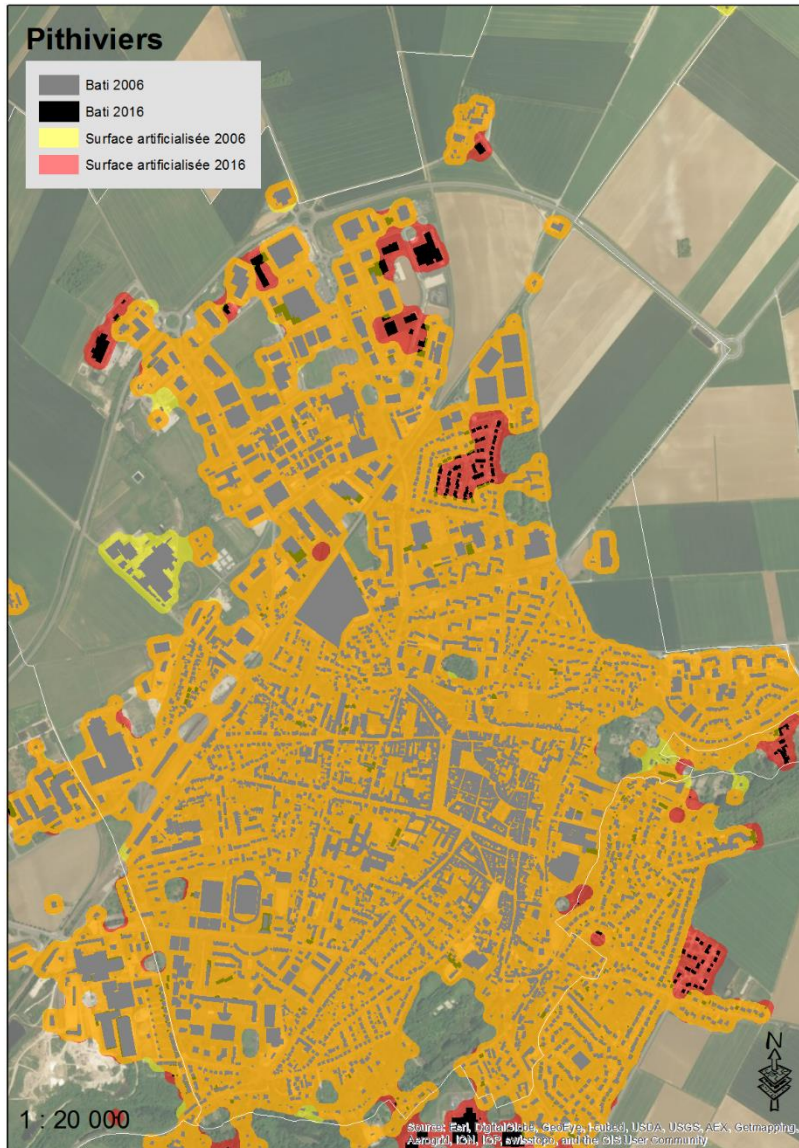 Pithiviers
Bati 2006
Bati 2016
Surface artificialisée 2006
Surface artificialisée 2016
N
1 : 20 000
Source: Esri, DigitalGlobe, GeoEye, i-cubed, USDA, USGS, AEX, Getmapping,
Aerogrid, IGN, IGP, swisstopo, and the GIS User Community